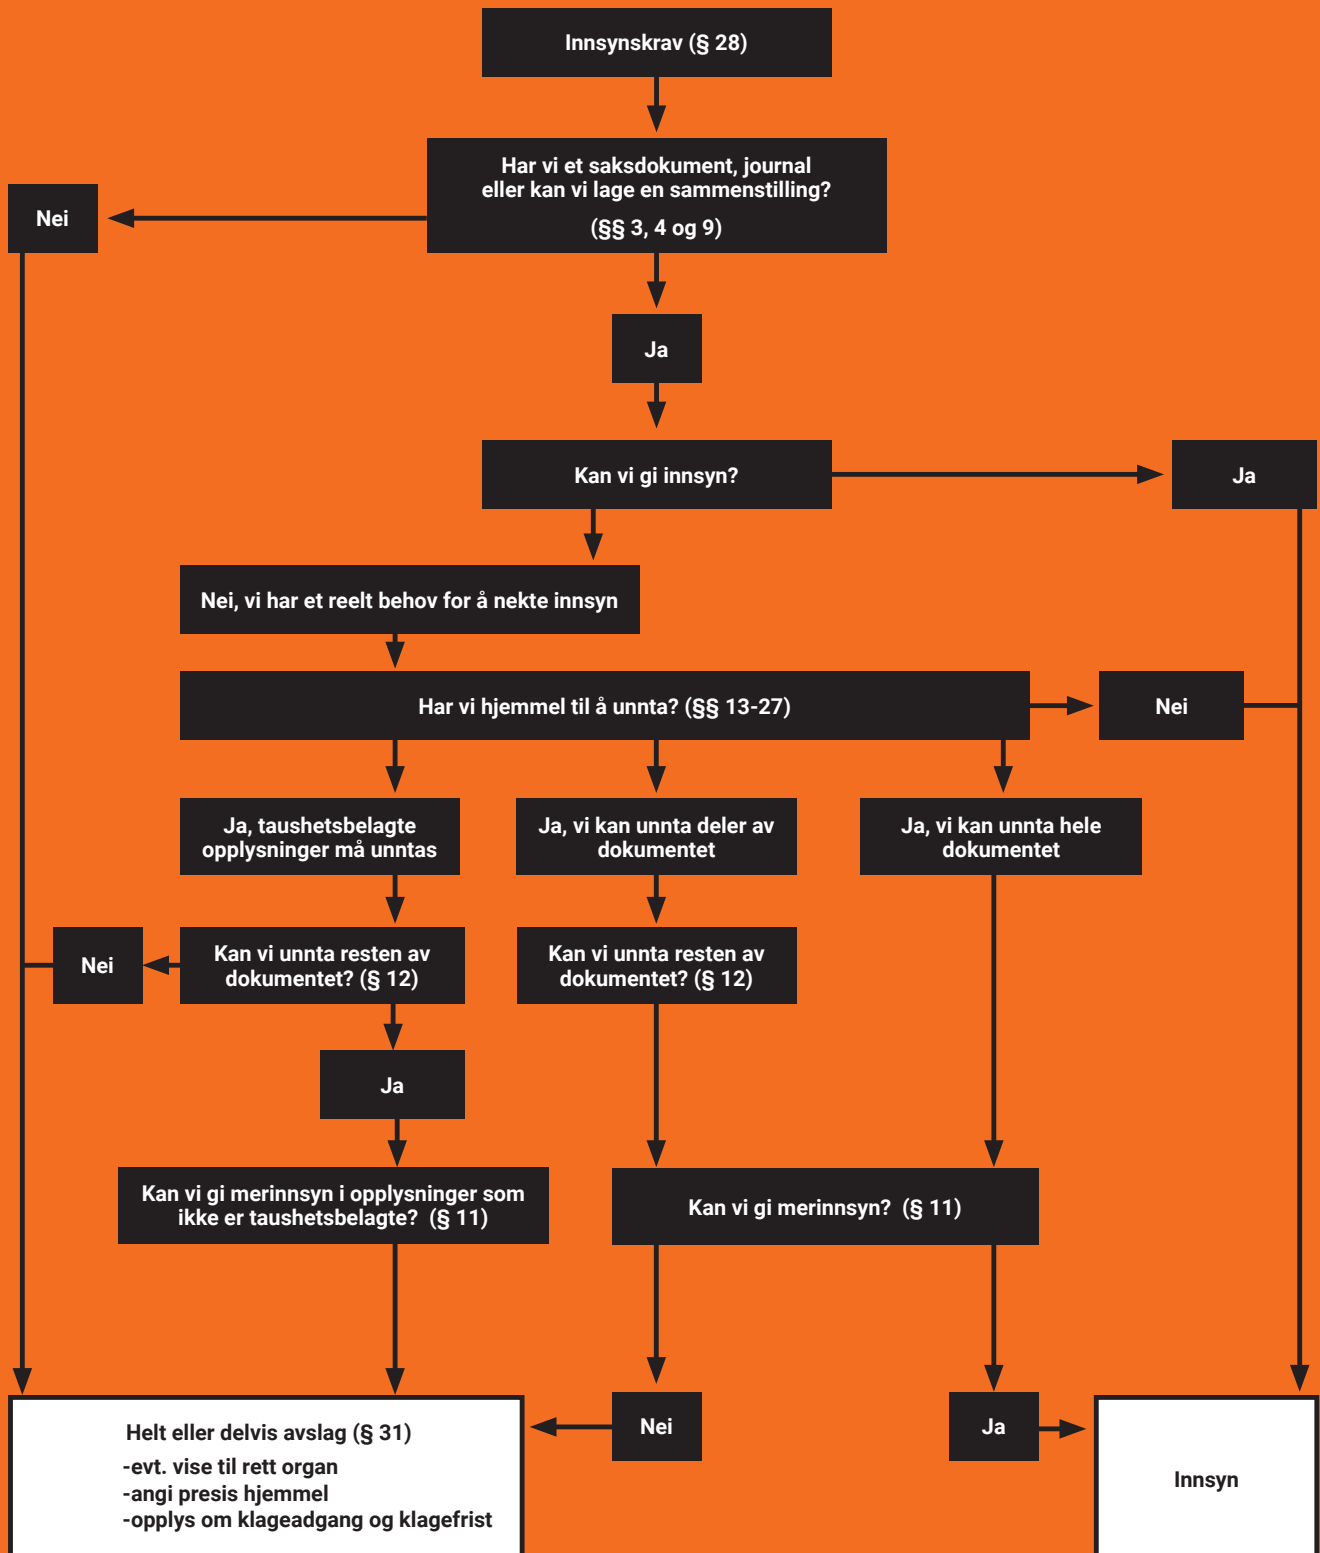 Innsynskrav (§ 28)
Har vi et saksdokument, journal
eller kan vi lage en sammenstilling?
(§§ 3, 4 og 9)
Nei
Ja
Kan vi gi innsyn?
Ja
Nei, vi har et reelt behov for å nekte innsyn
Har vi hjemmel til å unnta? (§§ 13-27)
Nei
Ja, taushetsbelagte
opplysninger må unntas
Ja, vi kan unnta deler av
dokumentet
Ja, vi kan unnta hele
dokumentet
Nei
Kan vi unnta resten av
dokumentet? (§ 12)
Kan vi unnta resten av
dokumentet? (§ 12)
Ja
Kan vi gi merinnsyn i opplysninger som
ikke er taushetsbelagte? (§ 11)
Kan vi gi merinnsyn? (§ 11)
Nei
Ja
Helt eller delvis avslag (§ 31)
-evt. vise til rett organ
-angi presis hjemmel
-opplys om klageadgang og klagefrist
Innsyn